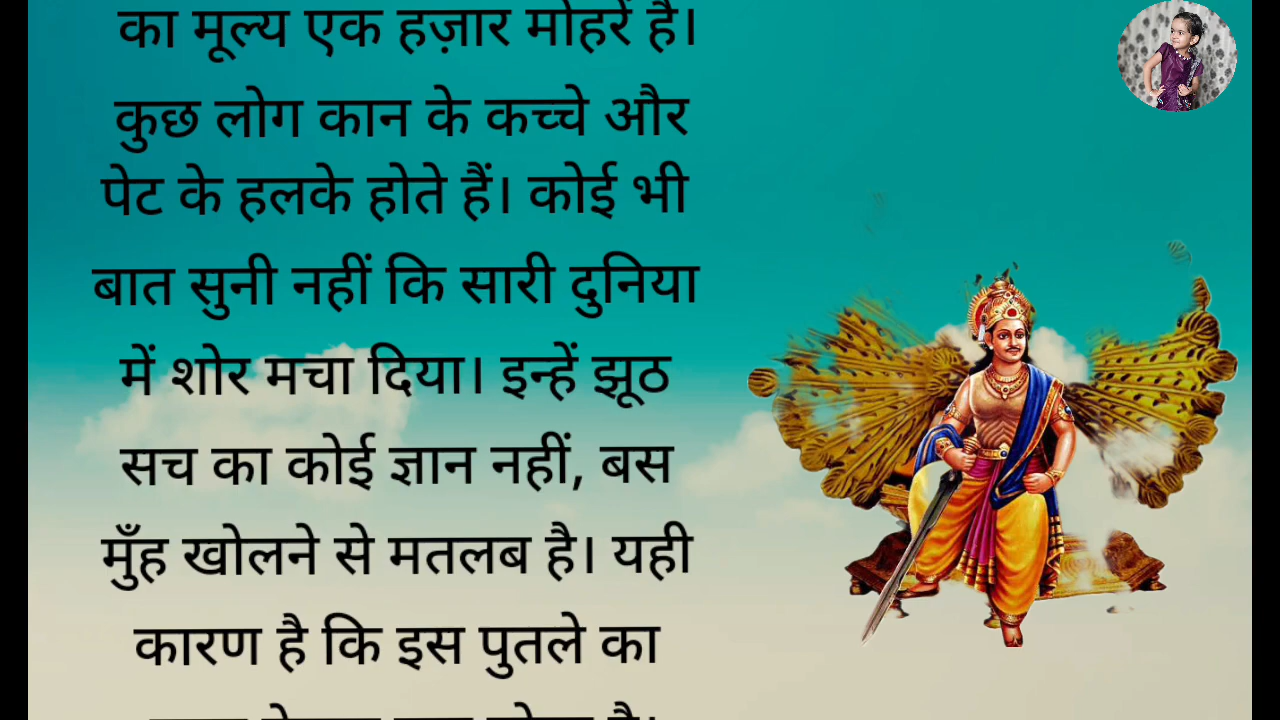 का मूल्य एक हज़ार मोहरें है।
कुछ लोग कान के कच्चे और
पेट के हलके होते हैं। कोई भी
बात सुनी नहीं कि सारी दुनिया
में शोर मचा दिया। इन्हें झूठ
सच का कोई ज्ञान नहीं, बस
मुँह खोलने से मतलब है। यही
कारण है कि इस पुतले का